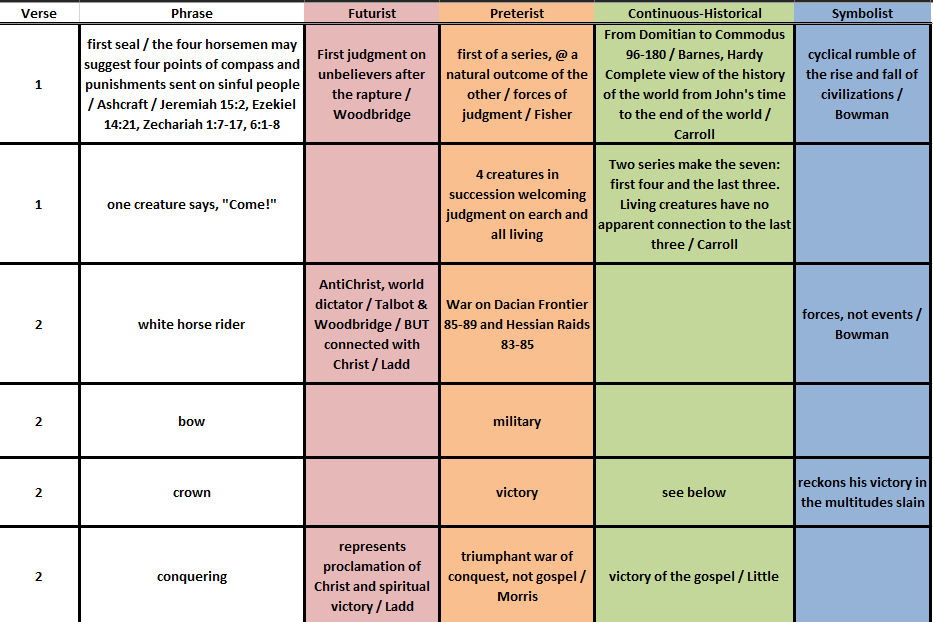 Verse Phrase Futurist Preterist Continuous-Historical Symbolist
1
first seal / the four horsemen may
suggest four points of compass and
punishments sent on sinful people
/ Ashcraft / Jeremiah 15:2, Ezekiel
14:21, Zechariah 1:7-17, 6:1-8
First judgment on
unbelievers after
the rapture /
Woodbridge
first of a series, @ a
natural outcome of the
other / forces of
judgment / Fisher
From Domitian to Commodus
96-180 / Barnes, Hardy
Complete view of the history
of the world from John's time
to the end of the world /
Carroll
cyclical rumble of
the rise and fall of
civilizations /
Bowman
1
one creature says, "Come!"
4 creatures in
succession welcoming
judgment on earch and
all living
Two series make the seven:
first four and the last three.
Living creatures have no
apparent connection to the last
three / Carroll
2
white horse rider
AntiChrist, world
dictator / Talbot &
Woodbridge / BUT
connected with
Christ / Ladd
War on Dacian Frontier
85-89 and Hessian Raids
83-85
forces, not events /
Bowman
2
bow
military
2
crown
victory
see below
reckons his victory in
the multitudes slain
2
conquering
represents
proclamation of
Christ and spiritual
victory / Ladd
triumphant war of
conquest, not gospel /
Morris
victory of the gospel / Little